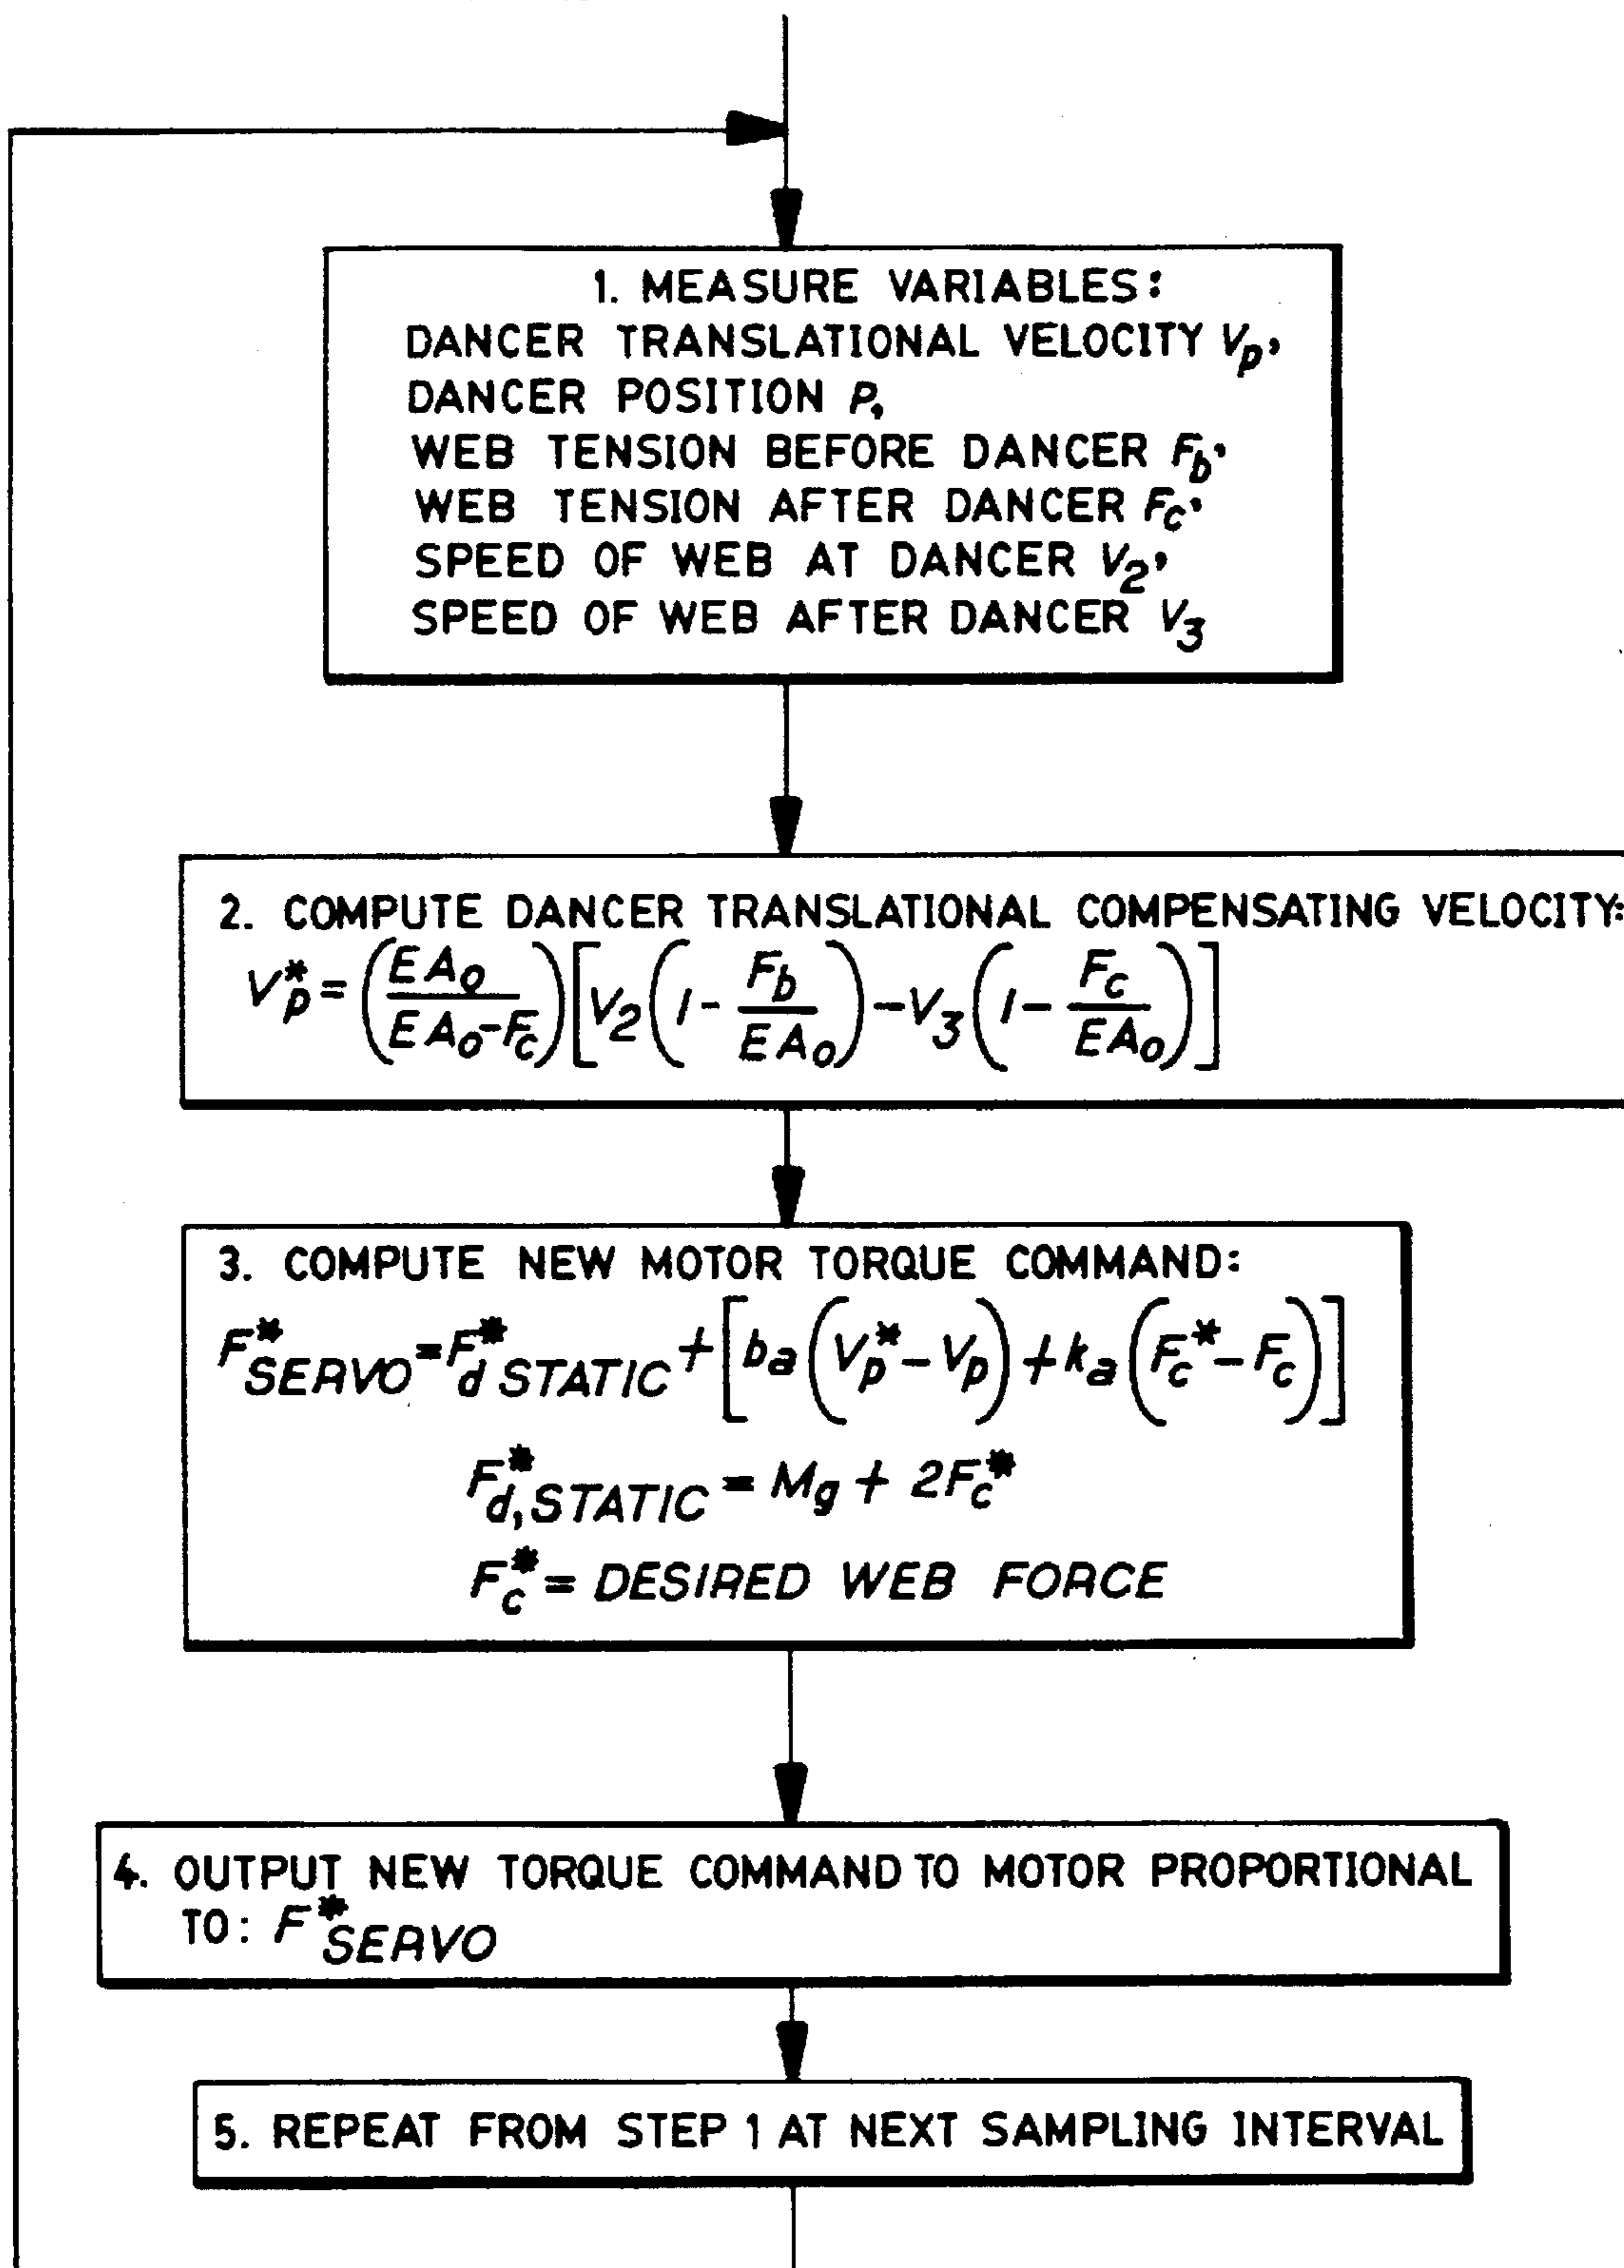 1. MEASURE VARIABLES:
DANCER TRANSLATIONAL VELOCITY Vp,
DANCER POSITION P,
WEB TENSION BEFORE DANCER Fb,
WEB TENSION AFTER DANCER Fc,
SPEED OF WEB AT DANCER V2,
SPEED OF WEB AFTER DANCER V3
2. COMPUTE DANCER TRANSLATIONAL COMPENSATING VELOCITY:
V*p = (EAo / (EAo-Fc)) [V2 (1 - Fb/EAo) - V3 (1 - Fc/EAo)]
3. COMPUTE NEW MOTOR TORQUE COMMAND:
F*SERVO = F*d STATIC + [ba (V*p - Vp) + ka (F*c - Fc)]
F*d,STATIC = Mg + 2F*c
F*c = DESIRED WEB FORCE
4. OUTPUT NEW TORQUE COMMAND TO MOTOR PROPORTIONAL
TO: F*SERVO
5. REPEAT FROM STEP 1 AT NEXT SAMPLING INTERVAL